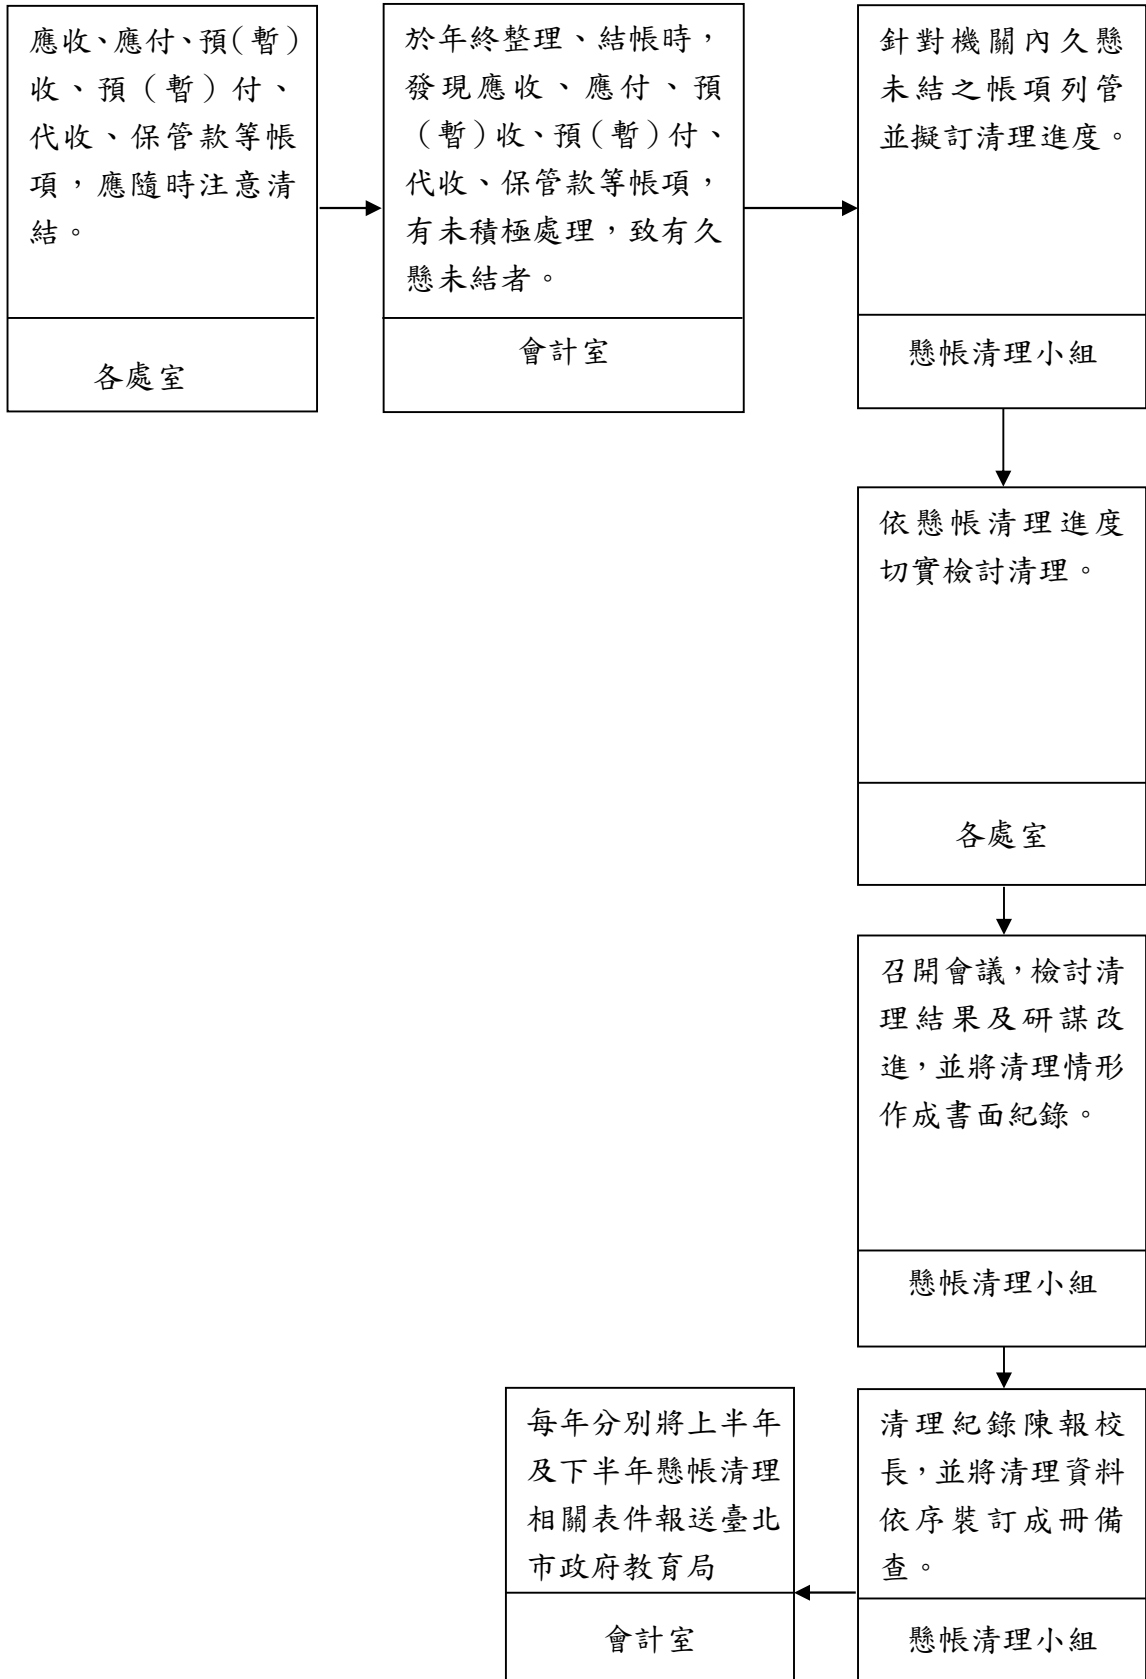 應收、應付、預(暫)
收、預（暫）付、
代收、保管款等帳
項，應隨時注意清
結。
各處室
於年終整理、結帳時，
發現應收、應付、預
（暫）收、預（暫）付、
代收、保管款等帳項，
有未積極處理，致有久
懸未結者。
會計室
針對機關內久懸
未結之帳項列管
並擬訂清理進度。
懸帳清理小組
依懸帳清理進度
切實檢討清理。
各處室
召開會議，檢討清
理結果及研謀改
進，並將清理情形
作成書面紀錄。
懸帳清理小組
清理紀錄陳報校
長，並將清理資料
依序裝訂成冊備
查。
懸帳清理小組
每年分別將上半年
及下半年懸帳清理
相關表件報送臺北
市政府教育局
會計室